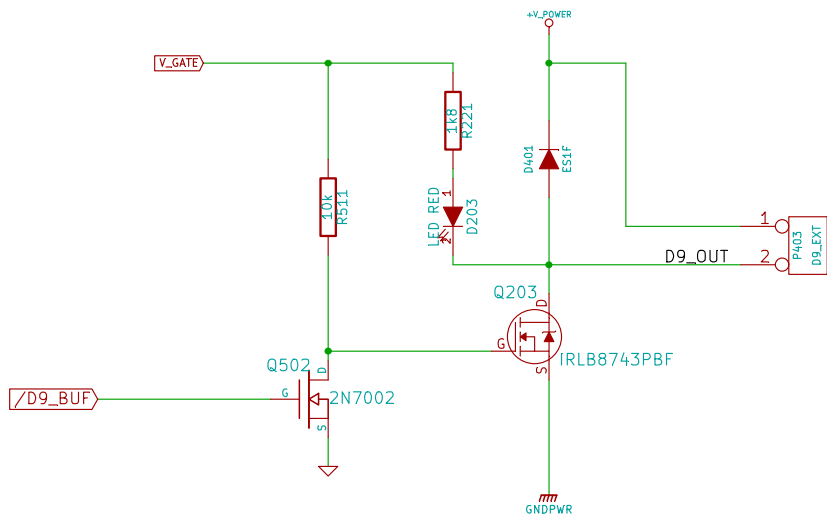 +V_POWER
V_GATE
1k8
R221
D401
ES1F
10k
R511
LED RED
1
2
D203
1
2
P403
D9_EXT
D9_OUT
Q203
D
G
S
IRLB8743PBF
Q502
D
G
S
2N7002
/D9_BUF
GNDPWR